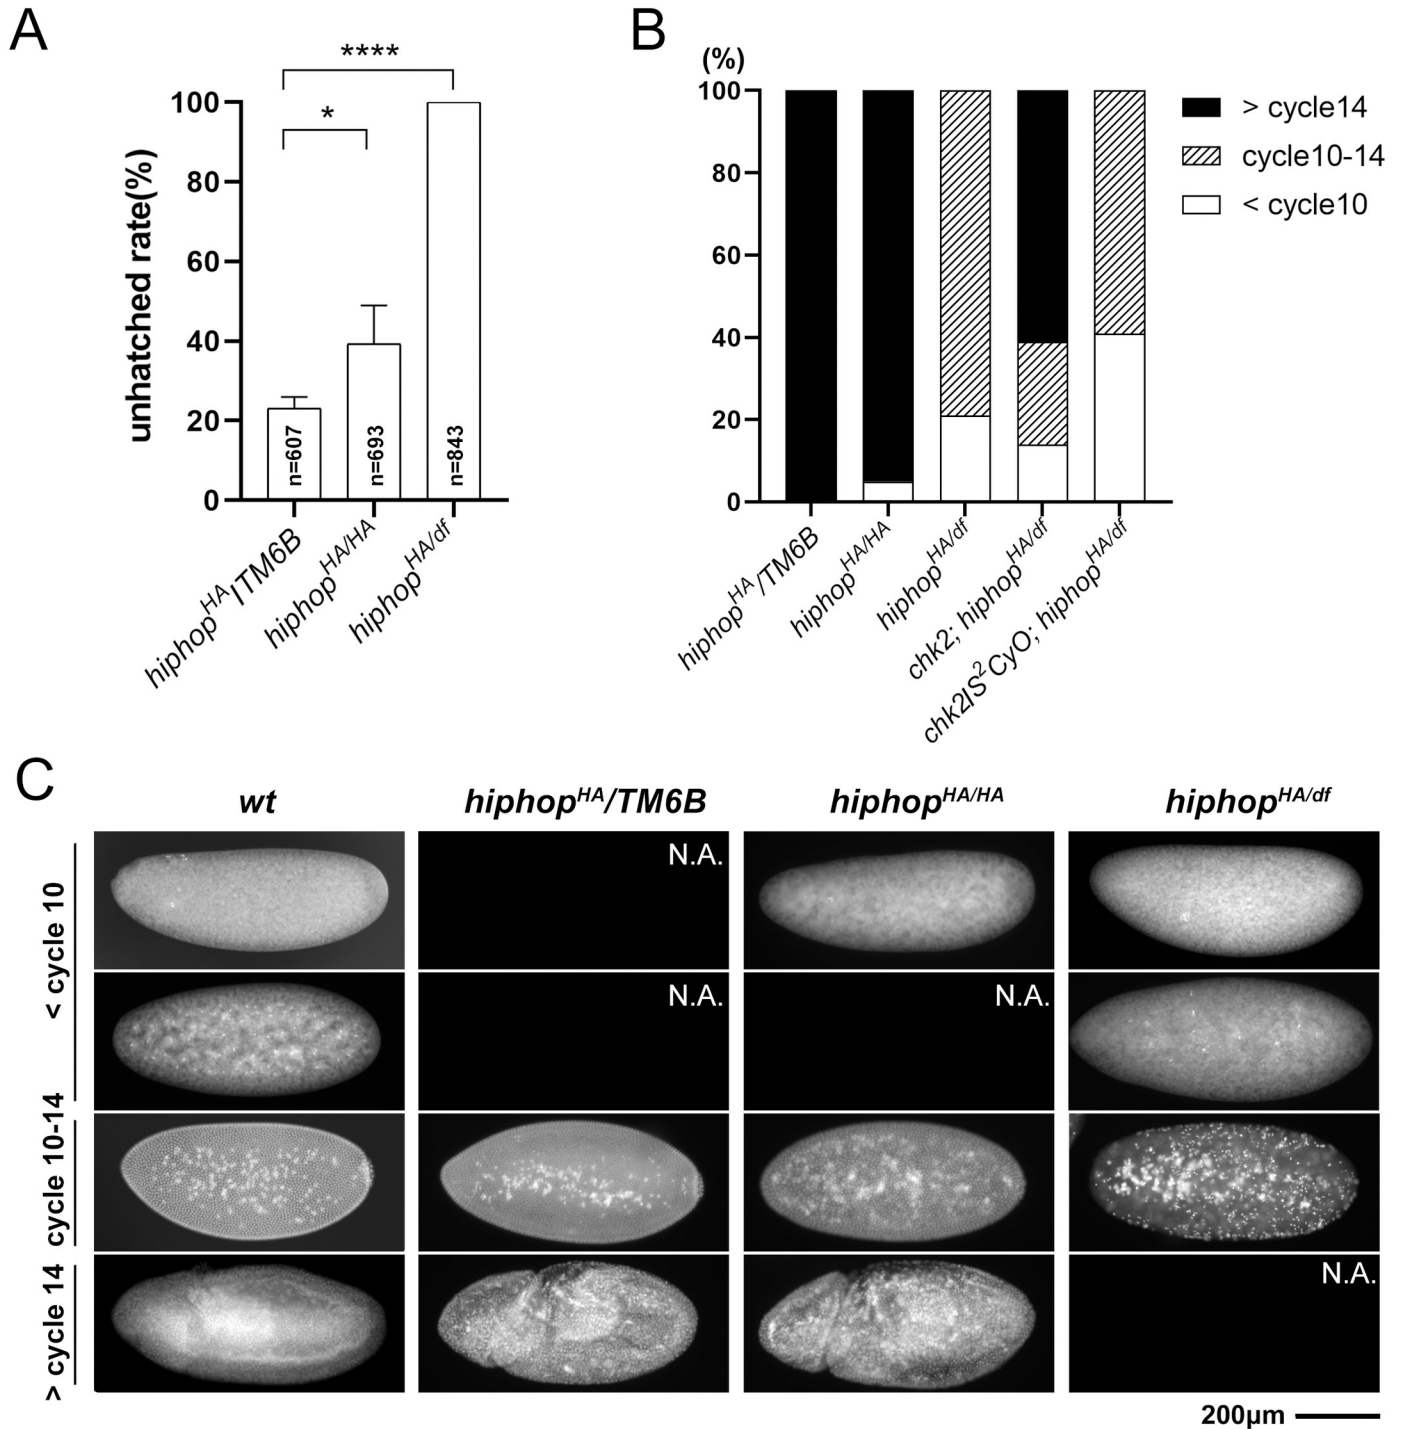 A
****
*
unhatched rate(%)
100
80
60
40
20
0
n=607
n=693
n=843
hiphop^HA/TM6B
hiphop^HA/HA
hiphop^HA/df
B
(%)
100
80
60
40
20
0
> cycle14
cycle10-14
< cycle10
hiphop^HA/TM6B
hiphop^HA/HA
hiphop^HA/df
chk2; hiphop^HA/df
chk2/S^2CyO; hiphop^HA/df
C
wt
hiphop^HA/TM6B
hiphop^HA/HA
hiphop^HA/df
< cycle 10
N.A.
N.A.
N.A.
cycle 10-14
> cycle 14
N.A.
200μm